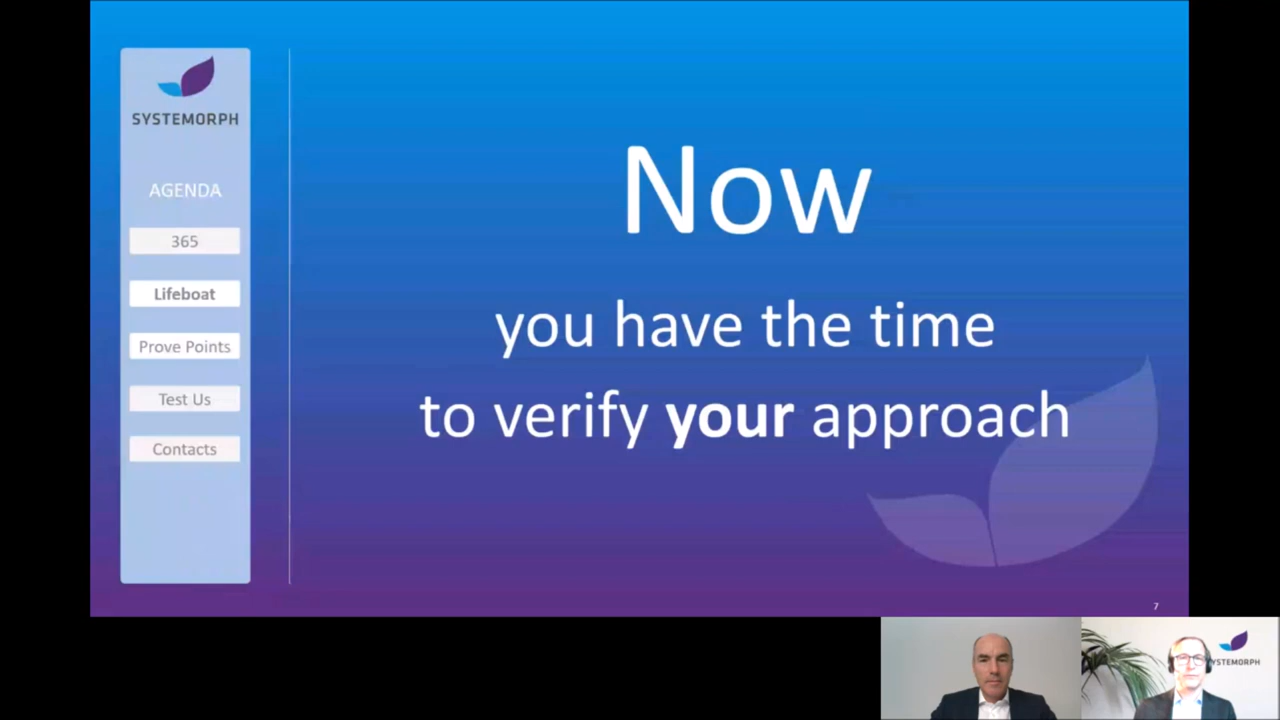 SYSTEMORPH
AGENDA
365
Lifeboat
Prove Points
Test Us
Contacts
Now
you have the time
to verify your approach
7
YSTEMORPH